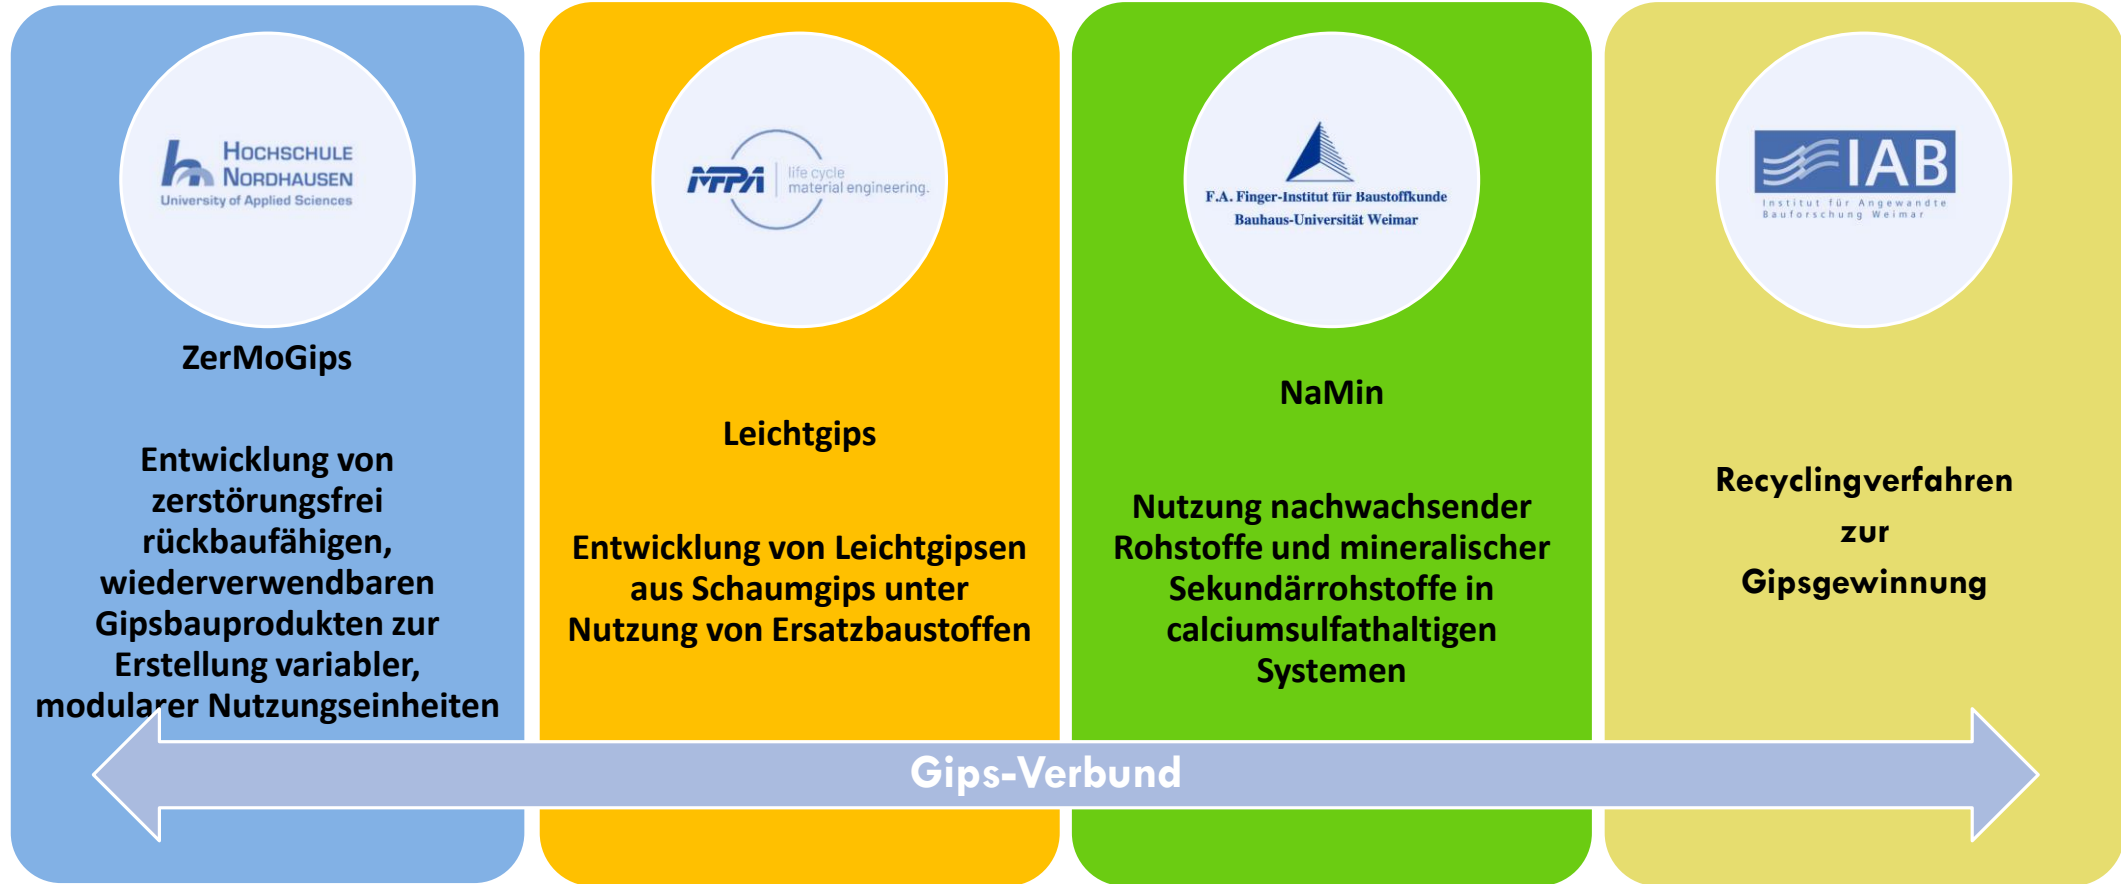 HOCHSCHULE
NORDHAUSEN
University of Applied Sciences
ZerMoGips
Entwicklung von
zerstörungsfrei
rückbaufähigen,
wiederverwendbaren
Gipsbauprodukten zur
Erstellung variabler,
modularer Nutzungseinheiten
MFPA
life cycle
material engineering.
Leichtgips
Entwicklung von Leichtgipsen
aus Schaumgips unter
Nutzung von Ersatzbaustoffen
F.A. Finger-Institut für Baustoffkunde
Bauhaus-Universität Weimar
NaMin
Nutzung nachwachsender
Rohstoffe und mineralischer
Sekundärrohstoffe in
calciumsulfathaltigen
Systemen
IAB
Institut für Angewandte
Bauforschung Weimar
Recyclingverfahren
zur
Gipsgewinnung
Gips-Verbund